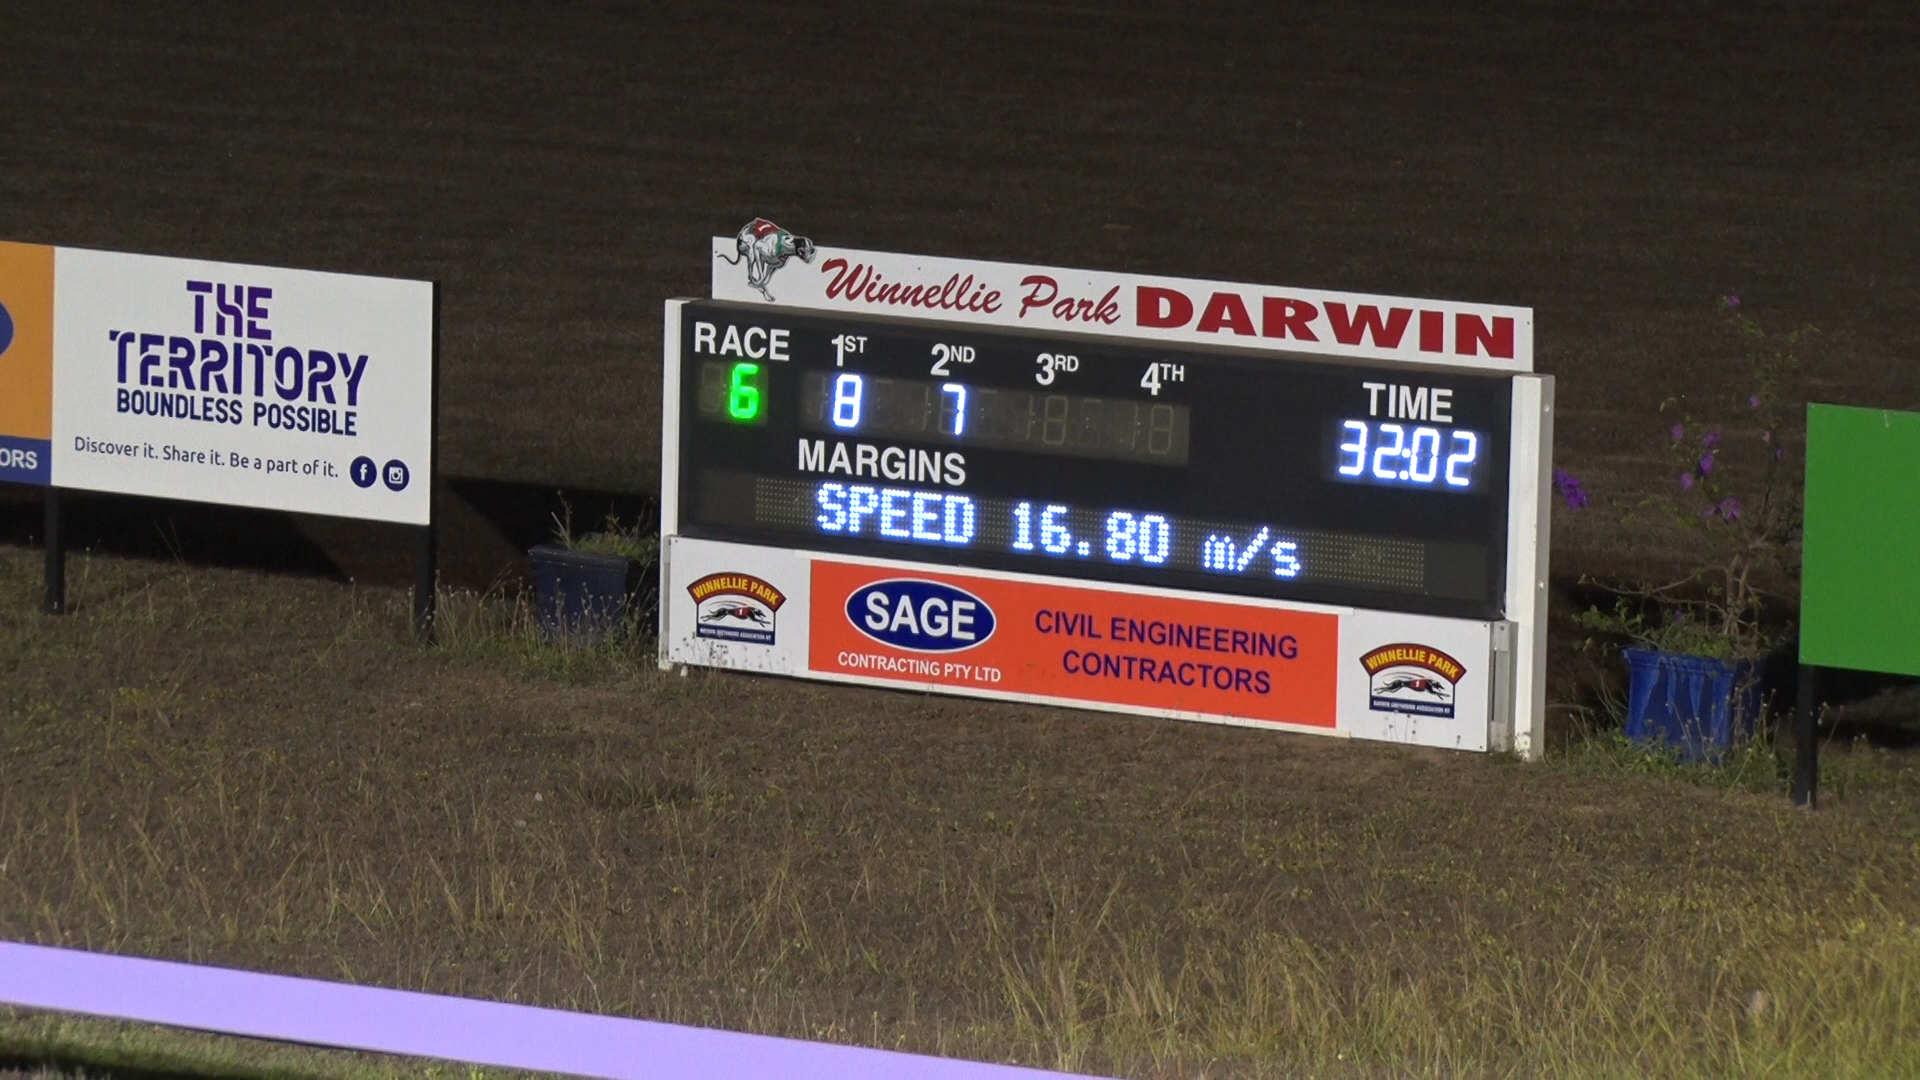 THE
TERRITORY
BOUNDLESS POSSIBLE
Discover it. Share it. Be a part of it.
ORS
Winnellie Park DARWIN
RACE 1ST 2ND 3RD 4TH TIME
6 8 7 32:02
MARGINS
SPEED 16.80 m/s
WINNELLIE PARK
SAGE
CONTRACTING PTY LTD
CIVIL ENGINEERING
CONTRACTORS
WINNELLIE PARK